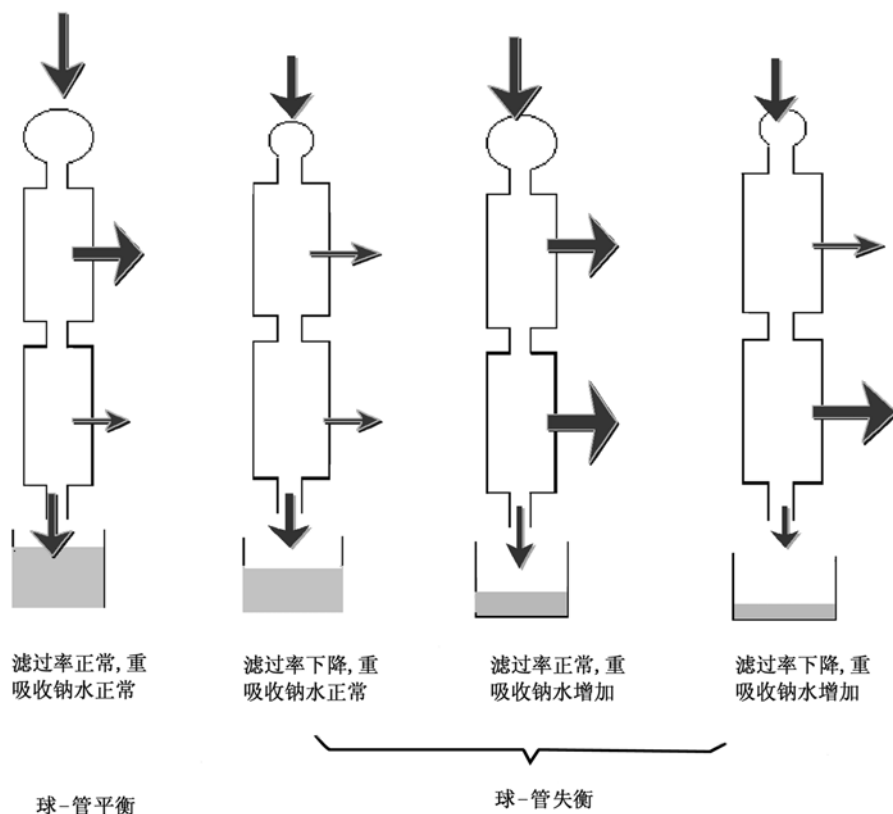 滤过率正常,重
吸收钠水正常
滤过率下降,重
吸收钠水正常
滤过率正常,重
吸收钠水增加
滤过率下降,重
吸收钠水增加
球-管平衡
球-管失衡